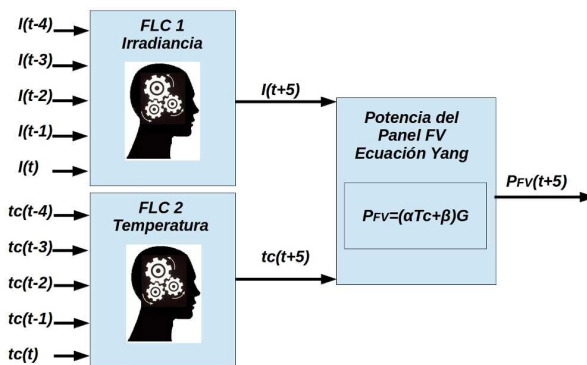 I(t-4)
I(t-3)
I(t-2)
I(t-1)
I(t)
FLC 1
Irradiancia
I(t+5)
tc(t-4)
tc(t-3)
tc(t-2)
tc(t-1)
tc(t)
FLC 2
Temperatura
tc(t+5)
Potencia del
Panel FV
Ecuación Yang
PFV=(αTc+β)G
PFV(t+5)